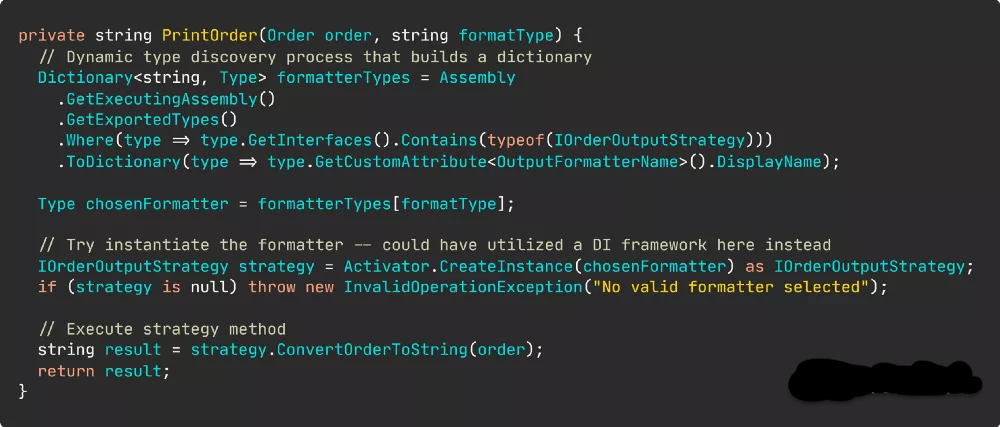 private string PrintOrder(Order order, string formatType) {
  // Dynamic type discovery process that builds a dictionary
  Dictionary<string, Type> formatterTypes = Assembly
    .GetExecutingAssembly()
    .GetExportedTypes()
    .Where(type => type.GetInterfaces().Contains(typeof(IOrderOutputStrategy)))
    .ToDictionary(type => type.GetCustomAttribute<OutputFormatterName>().DisplayName);

  Type chosenFormatter = formatterTypes[formatType];

  // Try instantiate the formatter -- could have utilized a DI framework here instead
  IOrderOutputStrategy strategy = Activator.CreateInstance(chosenFormatter) as IOrderOutputStrategy;
  if (strategy is null) throw new InvalidOperationException("No valid formatter selected");

  // Execute strategy method
  string result = strategy.ConvertOrderToString(order);
  return result;
}